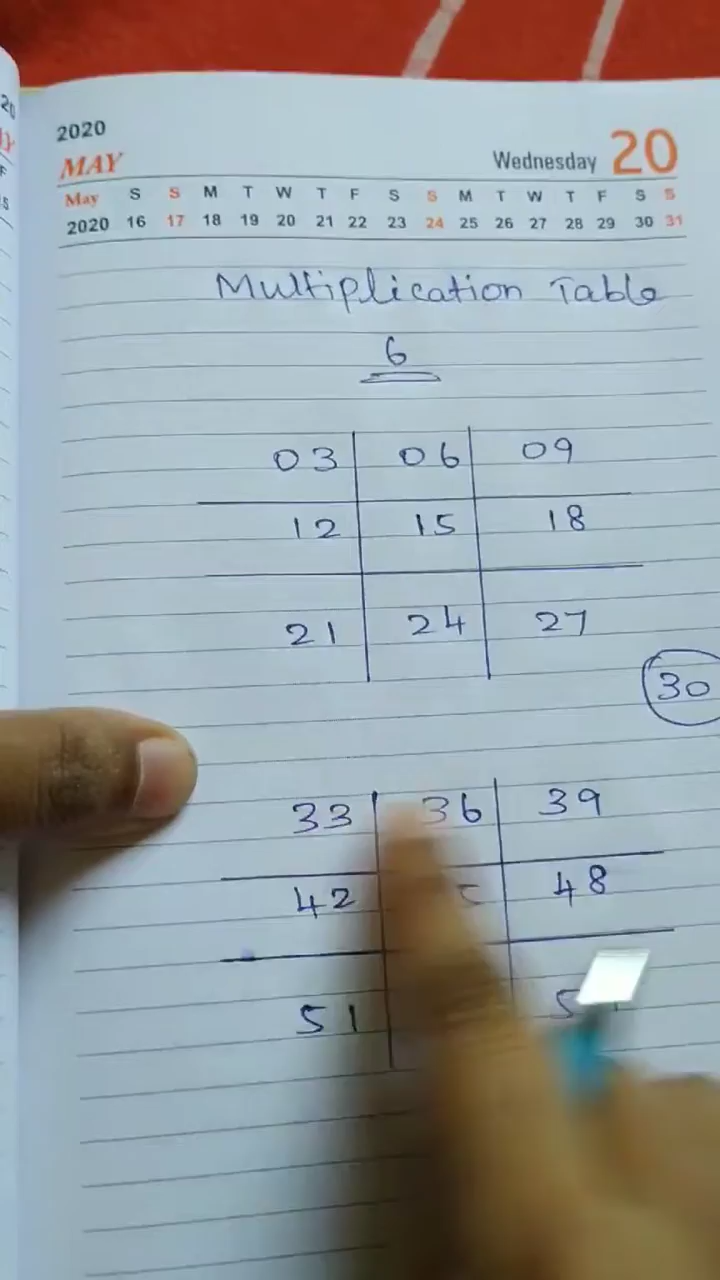 2020
MAY
Wednesday 20
May S S M T W T F S S M T W T F S S
2020 16 17 18 19 20 21 22 23 24 25 26 27 28 29 30 31
Multiplication Table
6
03 06 09
12 15 18
21 24 27
30
33 36 39
42 48
51